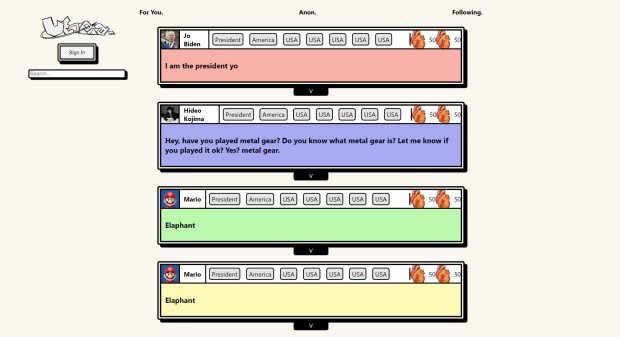 For You. Anon. Following.
Sign In
Search...
Jo Biden President America USA USA USA USA USA 50 50
I am the president yo
V
Hideo Kojima President America USA USA USA USA USA 50 50
Hey, have you played metal gear? Do you know what metal gear is? Let me know if
you played it ok? Yes? metal gear.
V
Mario President America USA USA USA USA USA 50 50
Elaphant
V
Mario President America USA USA USA USA USA 50 50
Elaphant
V